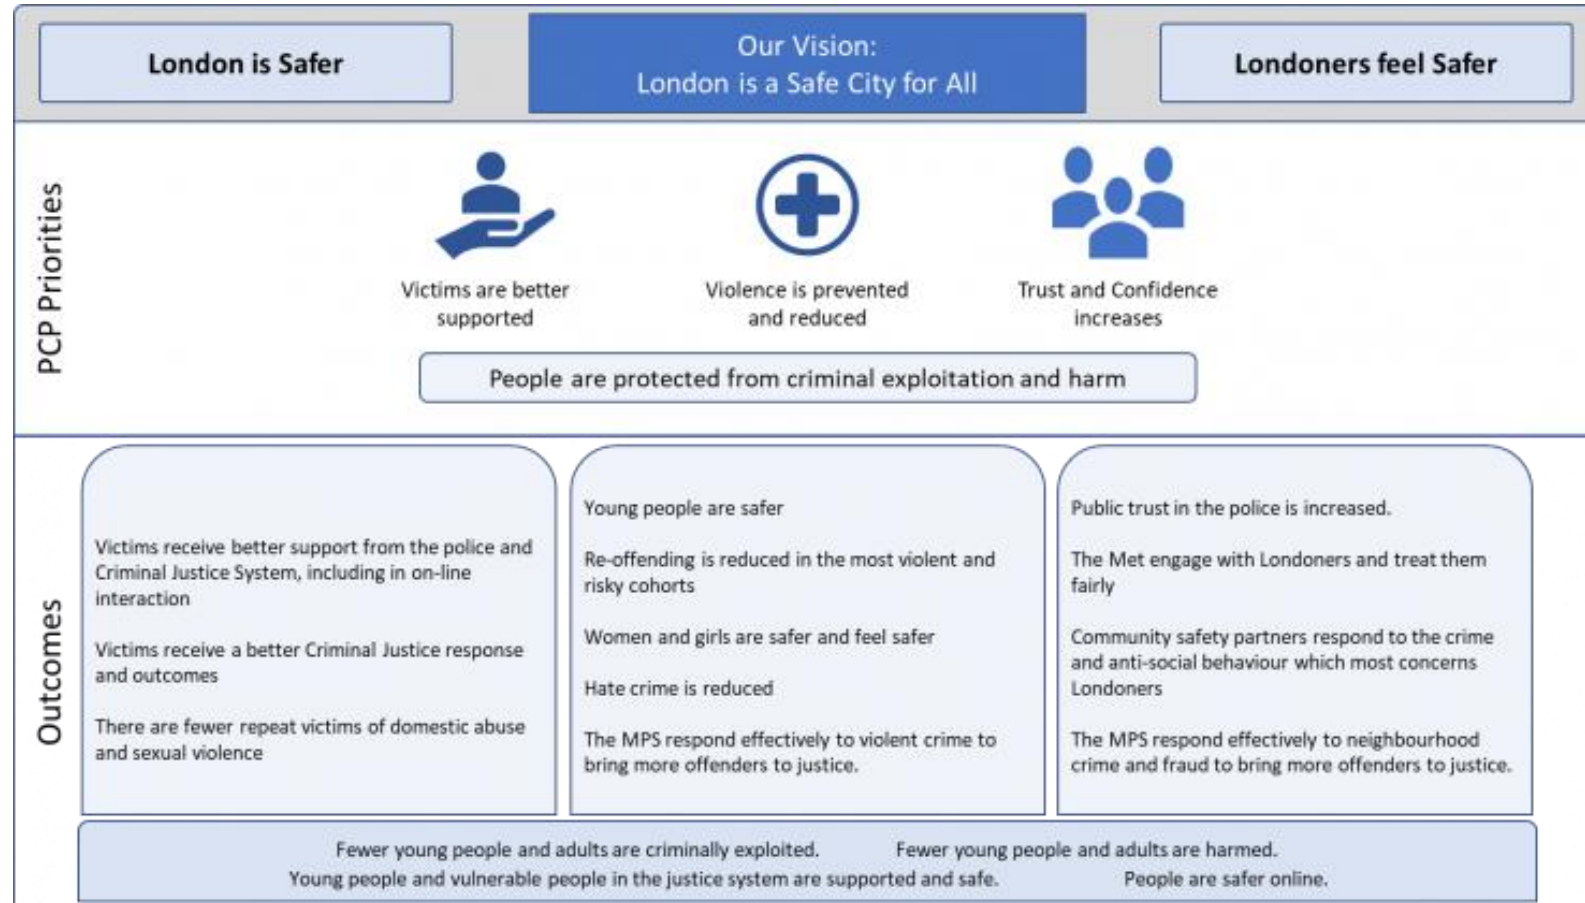 London is Safer
Our Vision:
London is a Safe City for All
Londoners feel Safer
PCP Priorities
Victims are better
supported
Violence is prevented
and reduced
Trust and Confidence
increases
People are protected from criminal exploitation and harm
Outcomes
Victims receive better support from the police and
Criminal Justice System, including in on-line
interaction
Victims receive a better Criminal Justice response
and outcomes
There are fewer repeat victims of domestic abuse
and sexual violence
Young people are safer
Re-offending is reduced in the most violent and
risky cohorts
Women and girls are safer and feel safer
Hate crime is reduced
The MPS respond effectively to violent crime to
bring more offenders to justice.
Public trust in the police is increased.
The Met engage with Londoners and treat them
fairly
Community safety partners respond to the crime
and anti-social behaviour which most concerns
Londoners
The MPS respond effectively to neighbourhood
crime and fraud to bring more offenders to justice.
Fewer young people and adults are criminally exploited. Fewer young people and adults are harmed.
Young people and vulnerable people in the justice system are supported and safe. People are safer online.